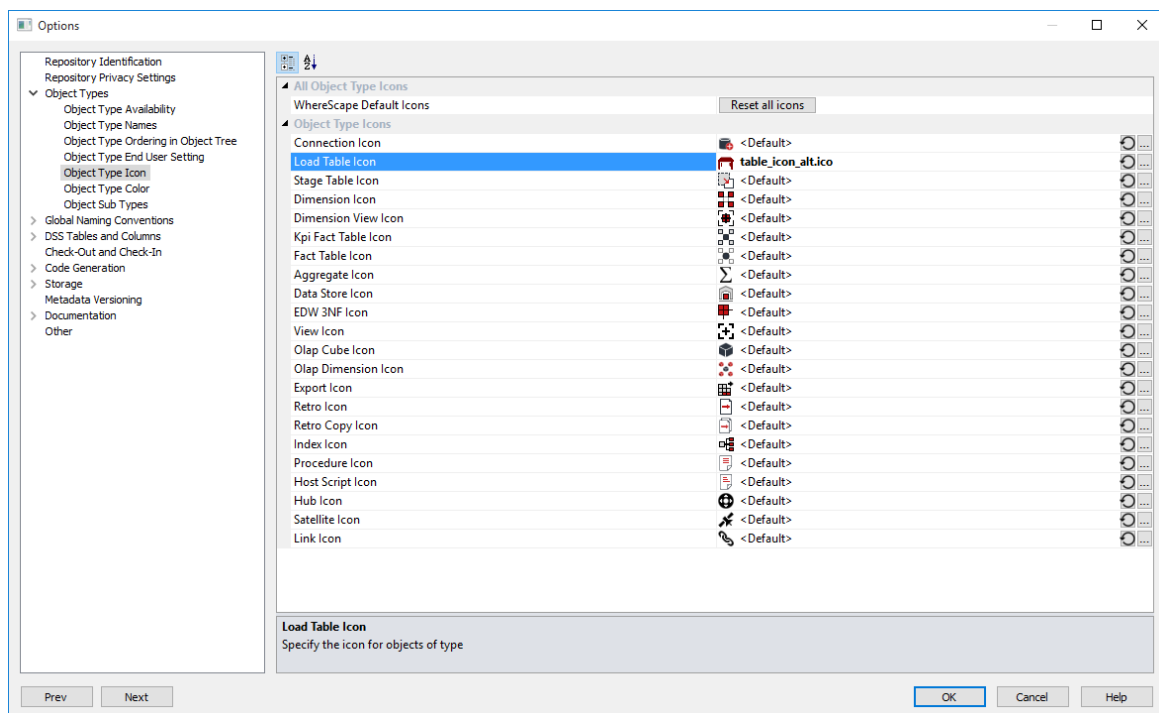 Options
Repository Identification
Repository Privacy Settings
Object Types
Object Type Availability
Object Type Names
Object Type Ordering in Object Tree
Object Type End User Setting
Object Type Icon
Object Type Color
Object Sub Types
Global Naming Conventions
DSS Tables and Columns
Check-Out and Check-In
Code Generation
Storage
Metadata Versioning
Documentation
Other
All Object Type Icons
WhereScape Default Icons Reset all icons
Object Type Icons
Connection Icon <Default> ...
Load Table Icon table_icon_alt.ico ...
Stage Table Icon <Default> ...
Dimension Icon <Default> ...
Dimension View Icon <Default> ...
Kpi Fact Table Icon <Default> ...
Fact Table Icon <Default> ...
Aggregate Icon <Default> ...
Data Store Icon <Default> ...
EDW 3NF Icon <Default> ...
View Icon <Default> ...
Olap Cube Icon <Default> ...
Olap Dimension Icon <Default> ...
Export Icon <Default> ...
Retro Icon <Default> ...
Retro Copy Icon <Default> ...
Index Icon <Default> ...
Procedure Icon <Default> ...
Host Script Icon <Default> ...
Hub Icon <Default> ...
Satellite Icon <Default> ...
Link Icon <Default> ...
Load Table Icon
Specify the icon for objects of type
Prev Next OK Cancel Help